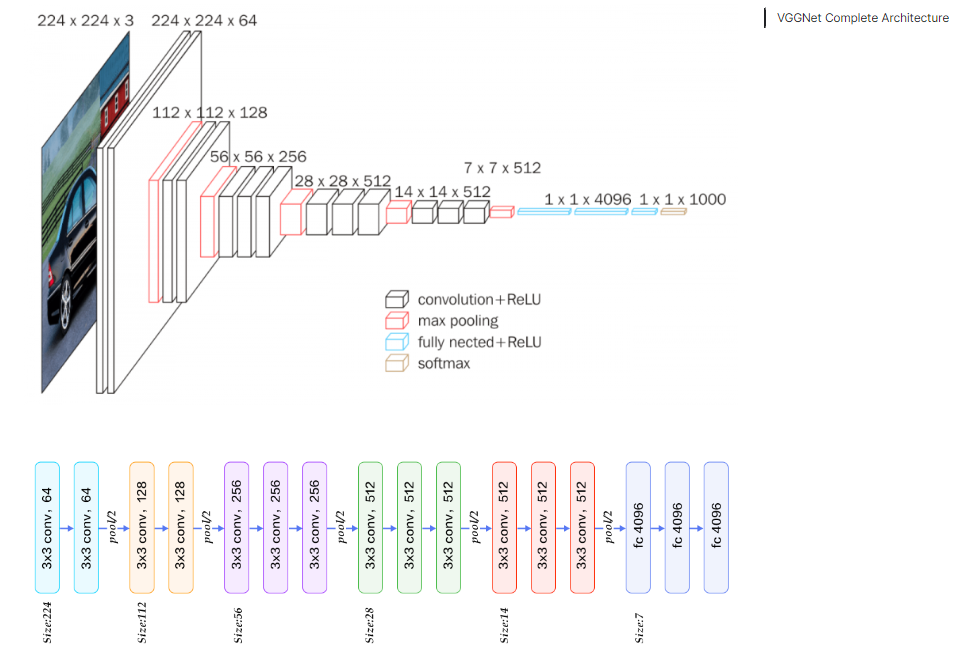 224 x 224 x 3
224 x 224 x 64
VGGNet Complete Architecture
112 x 112 x 128
56 x 56 x 256
28 x 28 x 512
14 x 14 x 512
7 x 7 x 512
1 x 1 x 4096
1 x 1 x 1000
convolution+ReLU
max pooling
fully nected+ReLU
softmax
3x3 conv, 64
3x3 conv, 64
pool/2
3x3 conv, 128
3x3 conv, 128
pool/2
3x3 conv, 256
3x3 conv, 256
3x3 conv, 256
pool/2
3x3 conv, 512
3x3 conv, 512
3x3 conv, 512
pool/2
3x3 conv, 512
3x3 conv, 512
3x3 conv, 512
pool/2
fc 4096
fc 4096
fc 4096
Size:224
Size:112
Size:56
Size:28
Size:14
Size:7